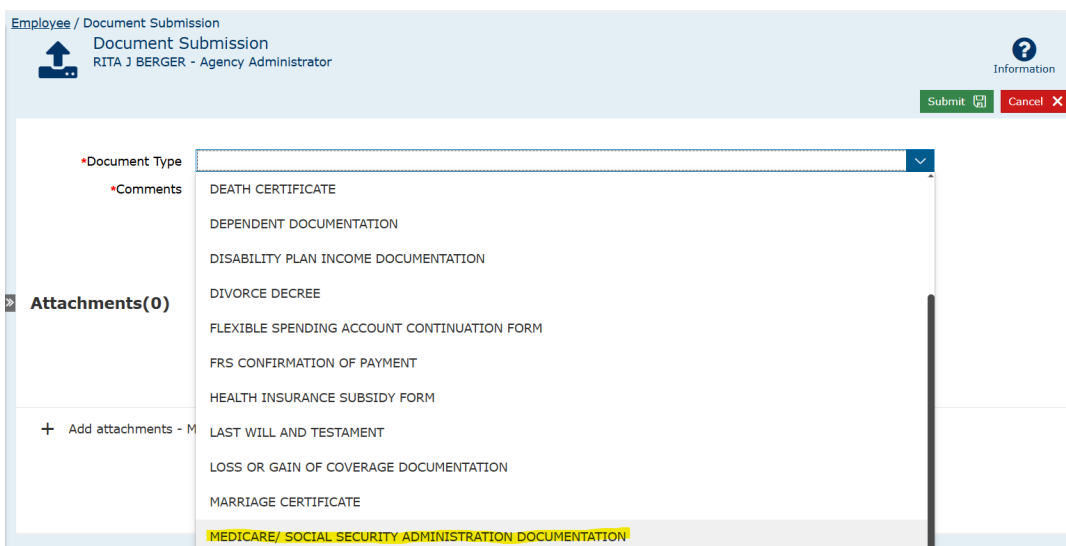 Employee / Document Submission
Document Submission
RITA J BERGER - Agency Administrator
?
Information
Submit
Cancel X
*Document Type
*Comments
DEATH CERTIFICATE
DEPENDENT DOCUMENTATION
DISABILITY PLAN INCOME DOCUMENTATION
DIVORCE DECREE
» Attachments(0)
FLEXIBLE SPENDING ACCOUNT CONTINUATION FORM
FRS CONFIRMATION OF PAYMENT
HEALTH INSURANCE SUBSIDY FORM
+ Add attachments - M
LAST WILL AND TESTAMENT
LOSS OR GAIN OF COVERAGE DOCUMENTATION
MARRIAGE CERTIFICATE
MEDICARE/ SOCIAL SECURITY ADMINISTRATION DOCUMENTATION